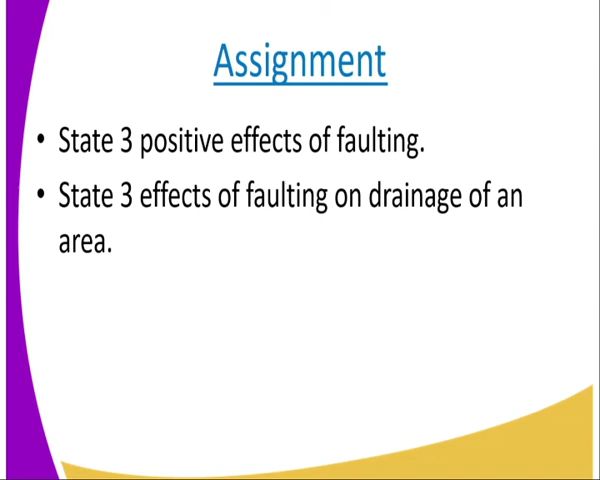 Assignment
• State 3 positive effects of faulting.
• State 3 effects of faulting on drainage of an
area.